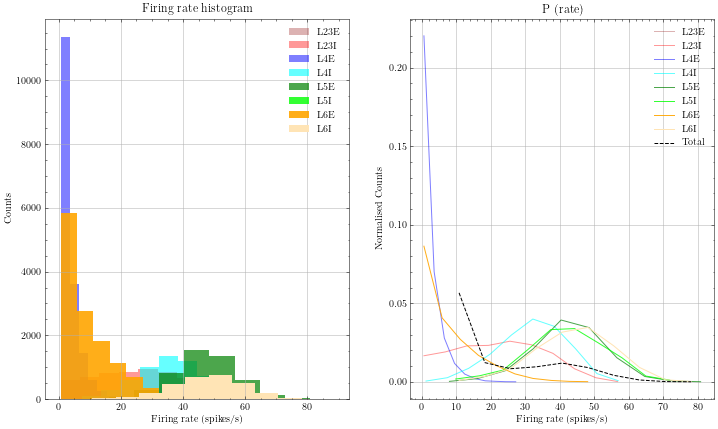 Firing rate histogram
L23E
L23I
L4E
L4I
L5E
L5I
L6E
L6I
10000
8000
6000
4000
2000
0
Counts
0 20 40 60 80
Firing rate (spikes/s)
P (rate)
L23E
L23I
L4E
L4I
L5E
L5I
L6E
L6I
Total
0.20
0.15
0.10
0.05
0.00
Normalised Counts
0 10 20 30 40 50 60 70 80
Firing rate (spikes/s)